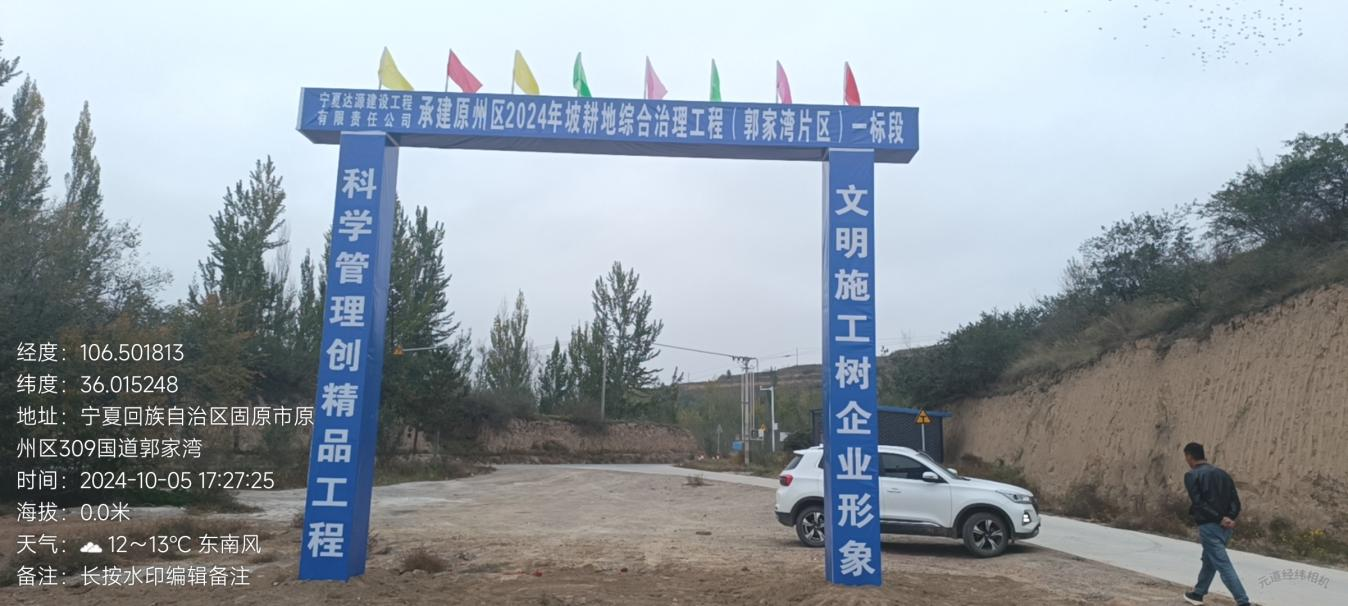 宁夏达源建设工程
有限责任公司
承建原州区2024年坡耕地综合治理工程（郭家湾片区）一标段
科学管理创精品工程
文明施工树企业形象
经度：106.501813
纬度：36.015248
地址：宁夏回族自治区固原市原
州区309国道郭家湾
时间：2024-10-05 17:27:25
海拔：0.0米
天气：12～13℃ 东南风
备注：长按水印编辑备注
元道经纬相机